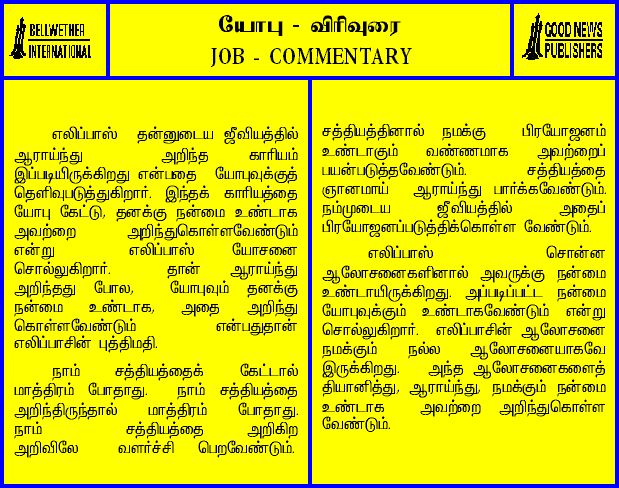 BELLWETHER
INTERNATIONAL
யோபு - விரிவுரை
JOB - COMMENTARY
GOOD NEWS
PUBLISHERS
எலிப்பாஸ் தன்னுடைய ஜீவியத்தில்
ஆராய்ந்து அறிந்த காரியம்
இப்படியிருக்கிறது என்பதை யோபுவுக்குத்
தெளிவுபடுத்துகிறார். இந்தக் காரியத்தை
யோபு கேட்டு, தனக்கு நன்மை உண்டாக
அவற்றை அறிந்துகொள்ளவேண்டும்
என்று எலிப்பாஸ் யோசனை
சொல்லுகிறார். தான் ஆராய்ந்து
அறிந்தது போல, யோபுவும் தனக்கு
நன்மை உண்டாக, அதை அறிந்து
கொள்ளவேண்டும் என்பதுதான்
எலிப்பாசின் புத்திமதி.
நாம் சத்தியத்தைக் கேட்டால்
மாத்திரம் போதாது. நாம் சத்தியத்தை
அறிந்திருந்தால் மாத்திரம் போதாது.
நாம் சத்தியத்தை அறிகிற
அறிவிலே வளர்ச்சி பெறவேண்டும்.
சத்தியத்தினால் நமக்கு பிரயோஜனம்
உண்டாகும் வண்ணமாக அவற்றைப்
பயன்படுத்தவேண்டும். சத்தியத்தை
ஞானமாய் ஆராய்ந்து பார்க்கவேண்டும்.
நம்முடைய ஜீவியத்தில் அதைப்
பிரயோஜனப்படுத்திக்கொள்ள வேண்டும்.
எலிப்பாஸ் சொன்ன
ஆலோசனைகளினால் அவருக்கு நன்மை
உண்டாயிருக்கிறது. அப்படிப்பட்ட நன்மை
யோபுவுக்கும் உண்டாகவேண்டும் என்று
சொல்லுகிறார். எலிப்பாசின் ஆலோசனை
நமக்கும் நல்ல ஆலோசனையாகவே
இருக்கிறது. அந்த ஆலோசனைகளைத்
தியானித்து, ஆராய்ந்து, நமக்கும் நன்மை
உண்டாக அவற்றை அறிந்துகொள்ள
வேண்டும்.